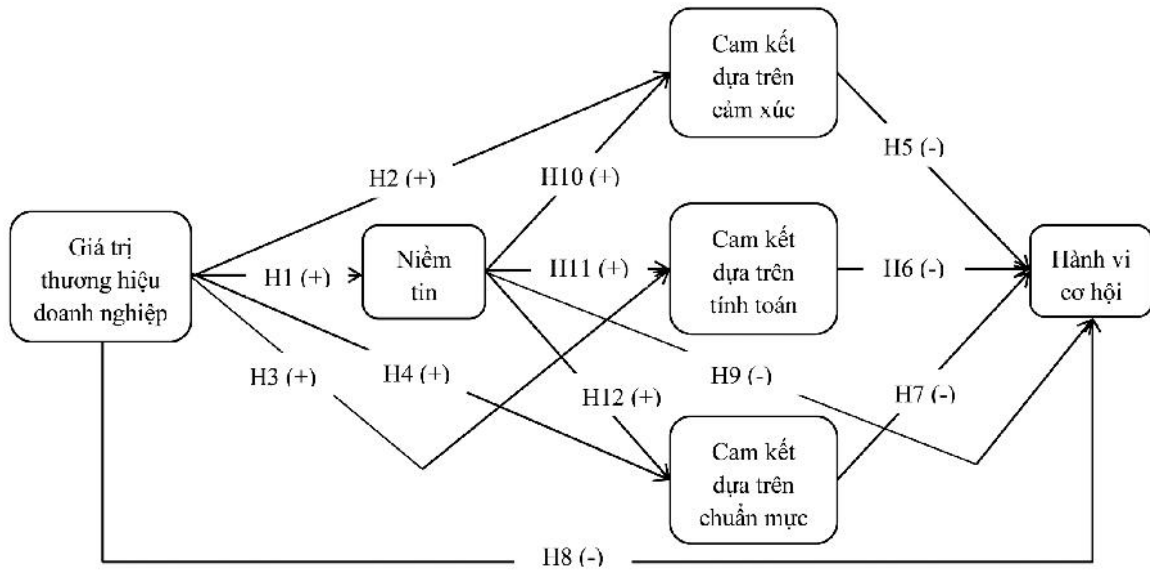 Cam kết
dựa trên
cảm xúc
H5 (-)
H2 (+)
H10 (+)
Giá trị
thương hiệu
doanh nghiệp
H1 (+)
Niềm
tin
H11 (+)
Cam kết
dựa trên
tính toán
H6 (-)
Hành vi
cơ hội
H3 (+)
H4 (+)
H9 (-)
H7 (-)
H12 (+)
Cam kết
dựa trên
chuẩn mực
H8 (-)